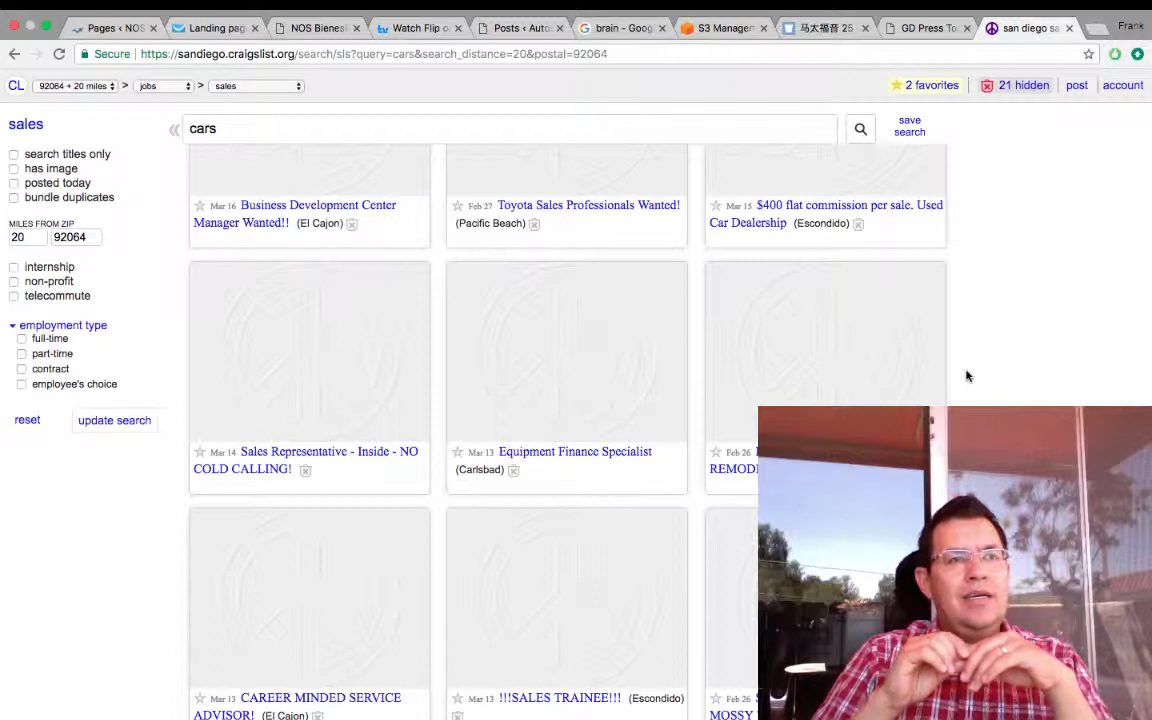 Pages ‹ NOS
Landing pag
NOS Bienes
Watch Flip o
Posts ‹ Auto
brain - Goog
S3 Managem
马太福音 25
GD Press To
san diego sa
Frank
Secure
https://sandiego.craigslist.org/search/sls?query=cars&search_distance=20&postal=92064
CL
92064 + 20 miles
>
jobs
>
sales
2 favorites
21 hidden
post
account
sales
«
cars
save
search
search titles only
has image
posted today
bundle duplicates
MILES FROM ZIP
20
92064
internship
non-profit
telecommute
employment type
full-time
part-time
contract
employee's choice
reset
update search
Mar 16 Business Development Center
Manager Wanted!! (El Cajon)
Feb 27 Toyota Sales Professionals Wanted!
(Pacific Beach)
Mar 15 $400 flat commission per sale. Used
Car Dealership (Escondido)
Mar 14 Sales Representative - Inside - NO
COLD CALLING!
Mar 13 Equipment Finance Specialist
(Carlsbad)
Feb 26
REMODI
Mar 13 CAREER MINDED SERVICE
ADVISOR! (El Cajon)
Mar 13 !!!SALES TRAINEE!!! (Escondido)
Feb 26
MOSSY